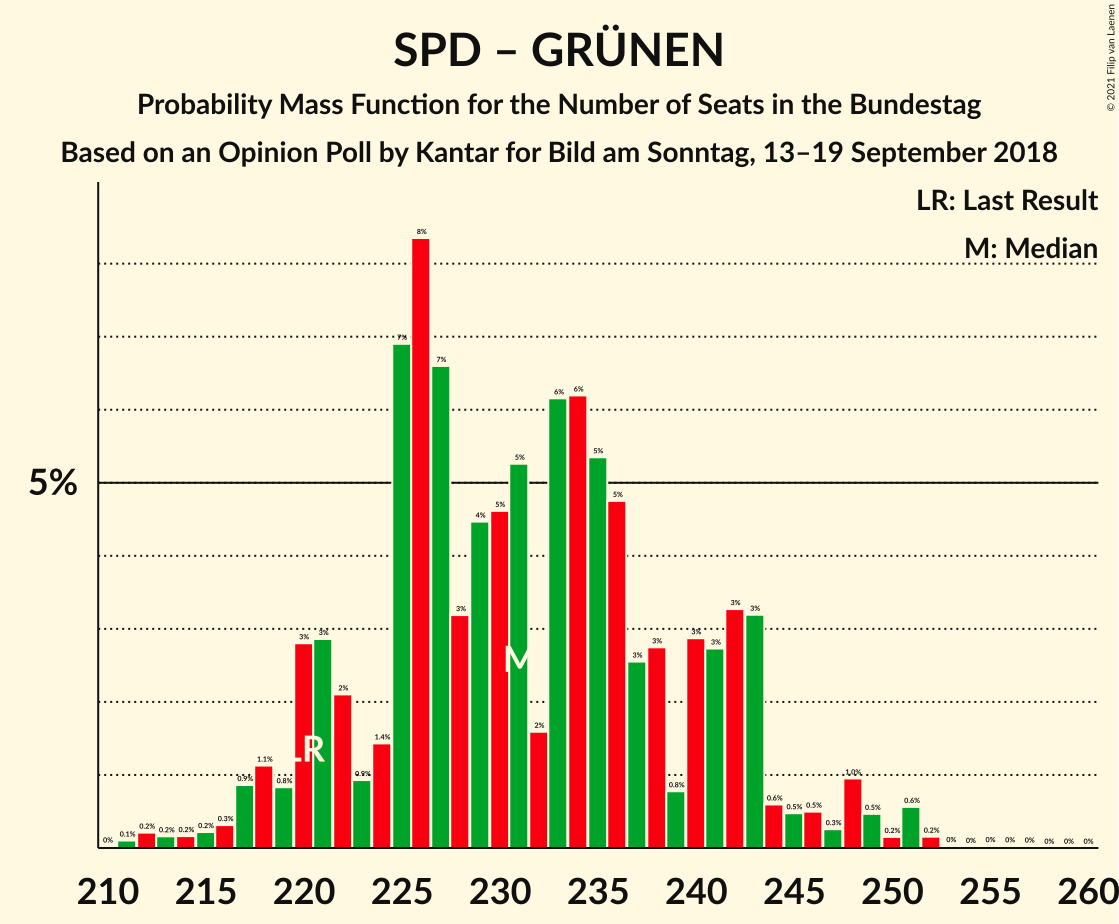 SPD – GRÜNEN
Probability Mass Function for the Number of Seats in the Bundestag
Based on an Opinion Poll by Kantar for Bild am Sonntag, 13–19 September 2018
© 2021 Filip van Laenen
LR: Last Result
M: Median
5%
0% 0.1% 0.2% 0.2% 0.2% 0.2% 0.3% 0.9% 1.1% 0.8% 3% 3% 2% 0.9% 1.4% 7% 8% 7% 3% 4% 5% 5% 2% 6% 6% 5% 5% 3% 3% 0.8% 3% 3% 3% 3% 0.6% 0.5% 0.5% 0.3% 1.0% 0.5% 0.2% 0.6% 0.2% 0% 0% 0% 0% 0% 0% 0% 0%
LR
M
210 215 220 225 230 235 240 245 250 255 260